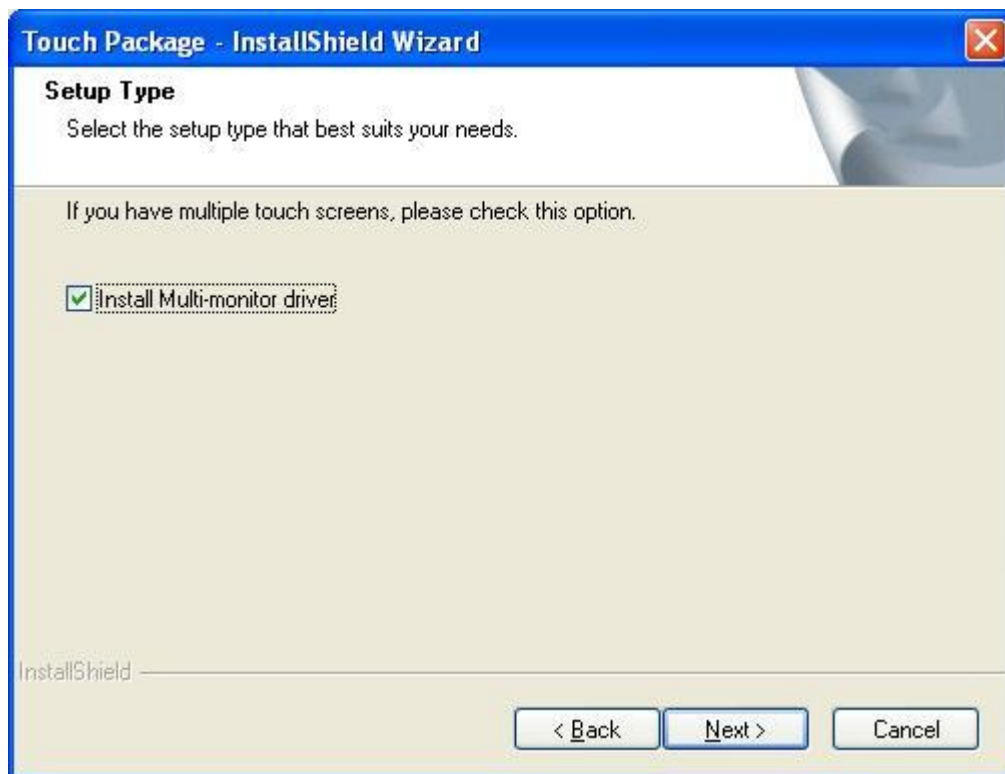 Touch Package - InstallShield Wizard
Setup Type
Select the setup type that best suits your needs.
If you have multiple touch screens, please check this option.
Install Multi-monitor driver
InstallShield
< Back Next > Cancel